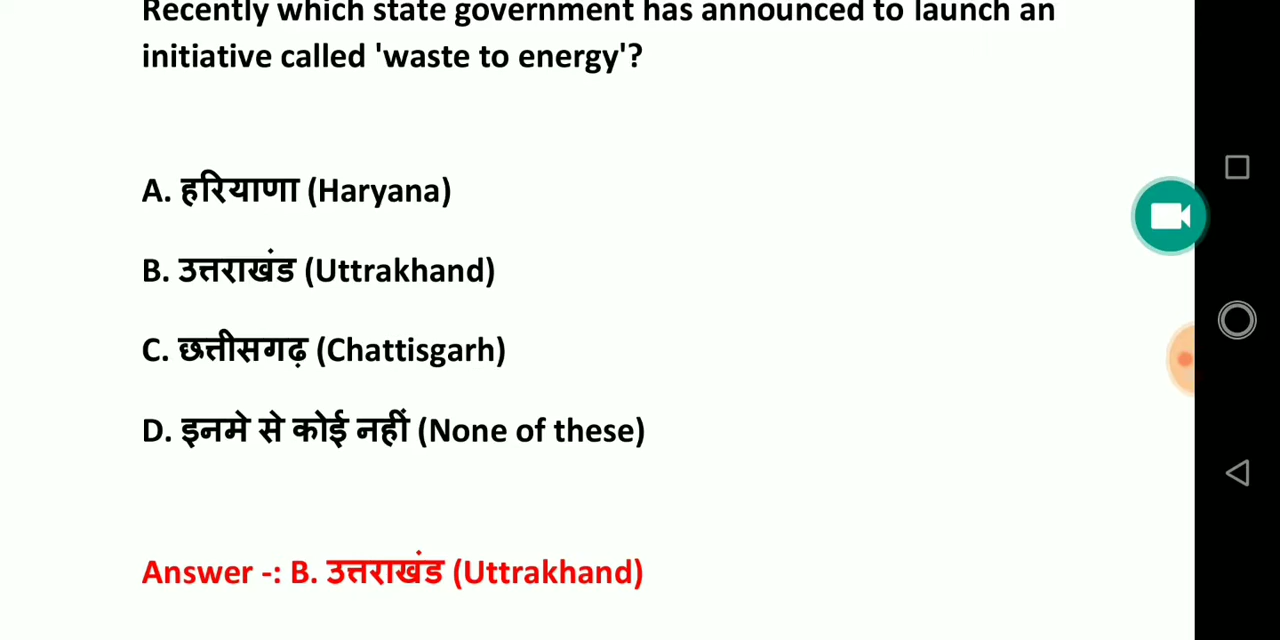 Recently which state government has announced to launch an
initiative called 'waste to energy'?
A. हरियाणा (Haryana)
B. उत्तराखंड (Uttrakhand)
C. छत्तीसगढ़ (Chattisgarh)
D. इनमे से कोई नहीं (None of these)
Answer -: B. उत्तराखंड (Uttrakhand)